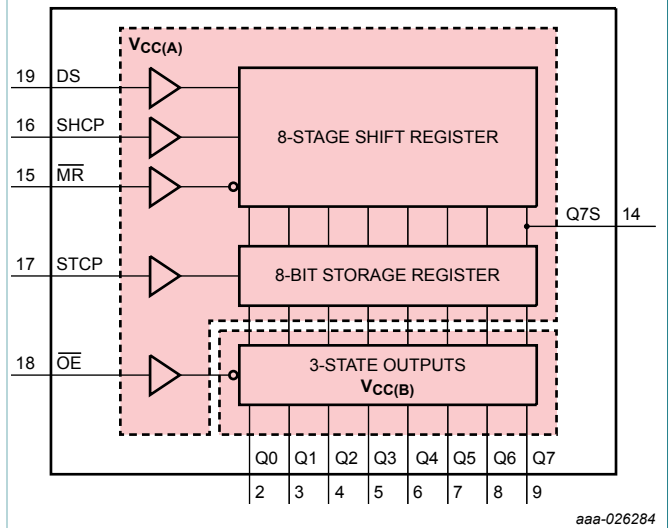 VCC(A)
19 DS
16 SHCP
8-STAGE SHIFT REGISTER
15 M̅R̅
Q7S 14
17 STCP
8-BIT STORAGE REGISTER
18 O̅E̅
3-STATE OUTPUTS
VCC(B)
Q0 Q1 Q2 Q3 Q4 Q5 Q6 Q7
2 3 4 5 6 7 8 9
aaa-026284